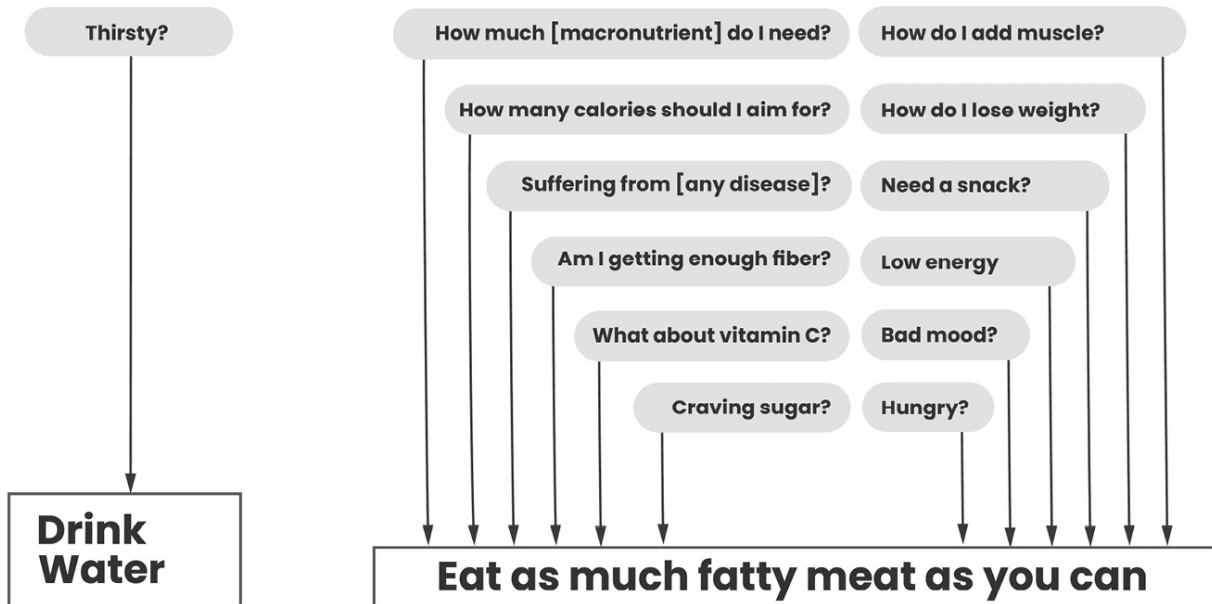 Thirsty?
How much [macronutrient] do I need?
How do I add muscle?
How many calories should I aim for?
How do I lose weight?
Suffering from [any disease]?
Need a snack?
Am I getting enough fiber?
Low energy
What about vitamin C?
Bad mood?
Craving sugar?
Hungry?
Drink
Water
Eat as much fatty meat as you can